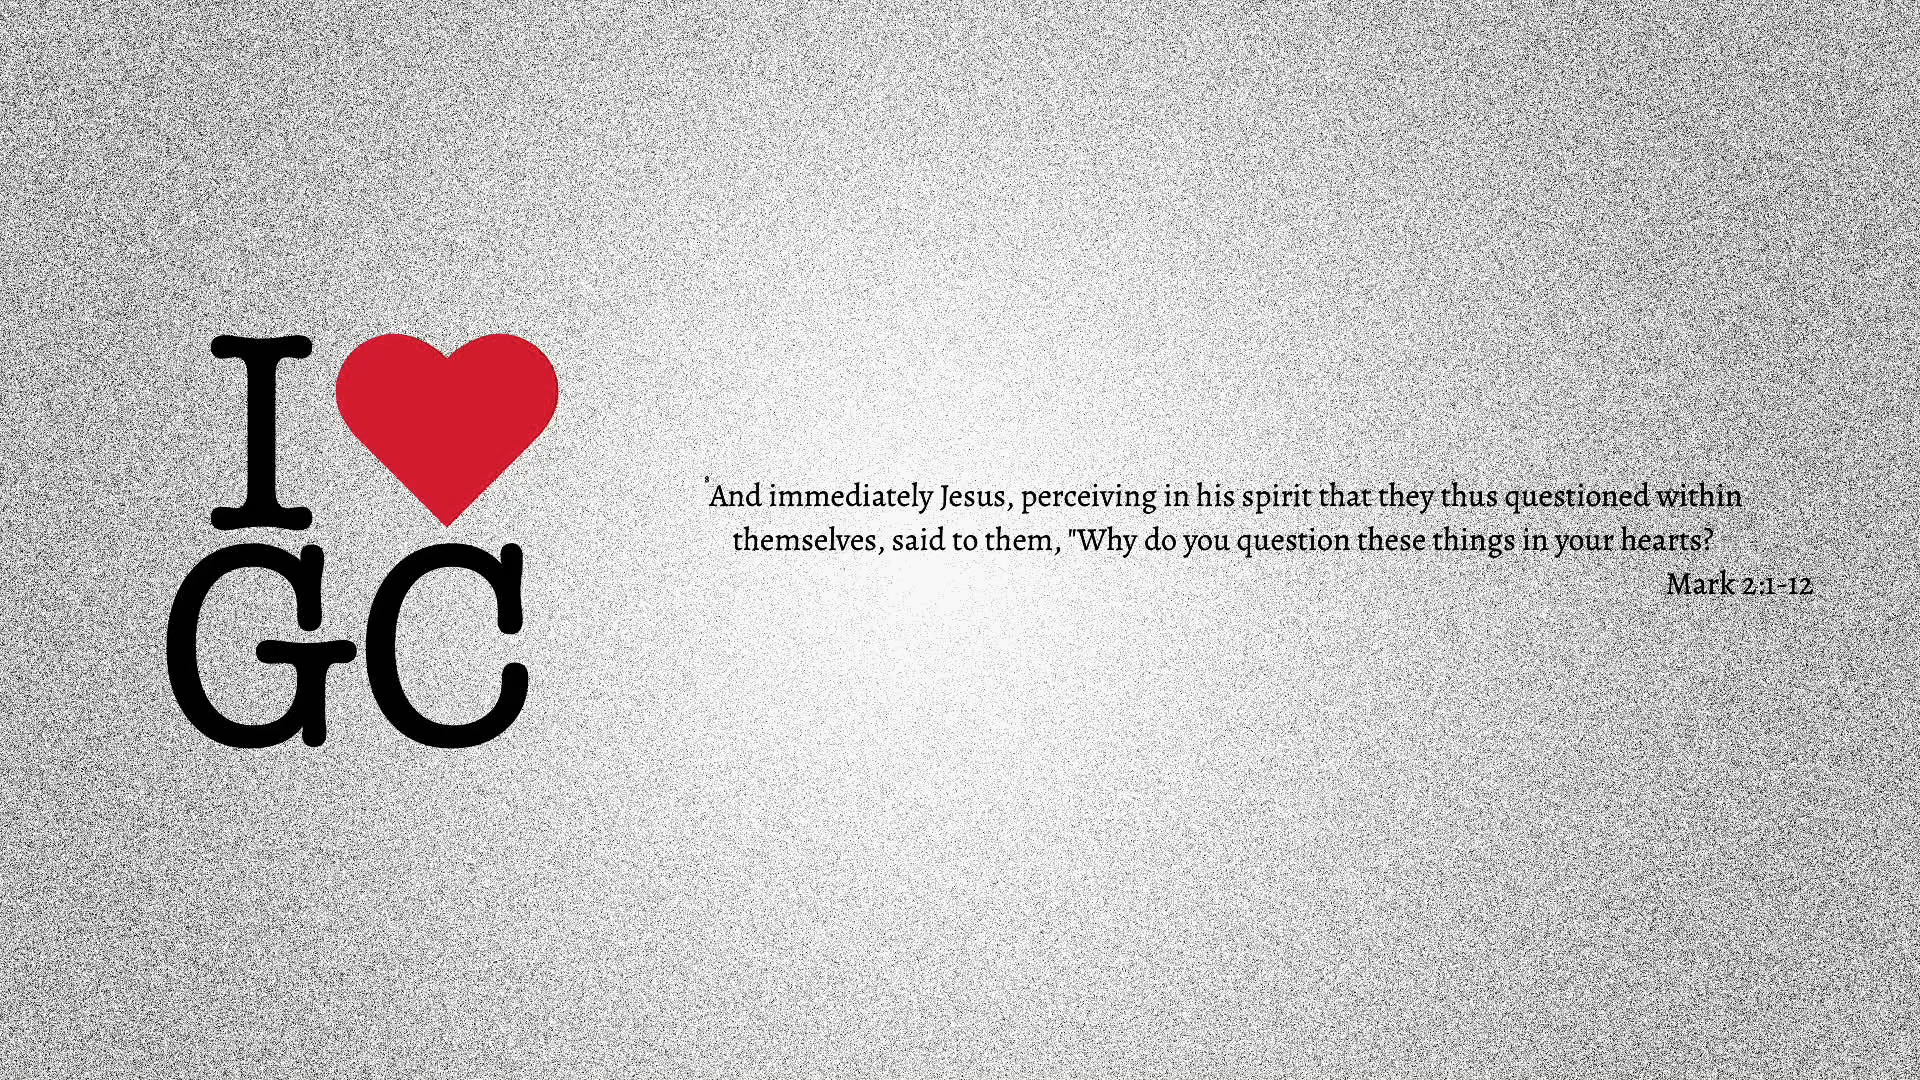 I ♥
GC
⁸And immediately Jesus, perceiving in his spirit that they thus questioned within
themselves, said to them, "Why do you question these things in your hearts?
Mark 2:1-12